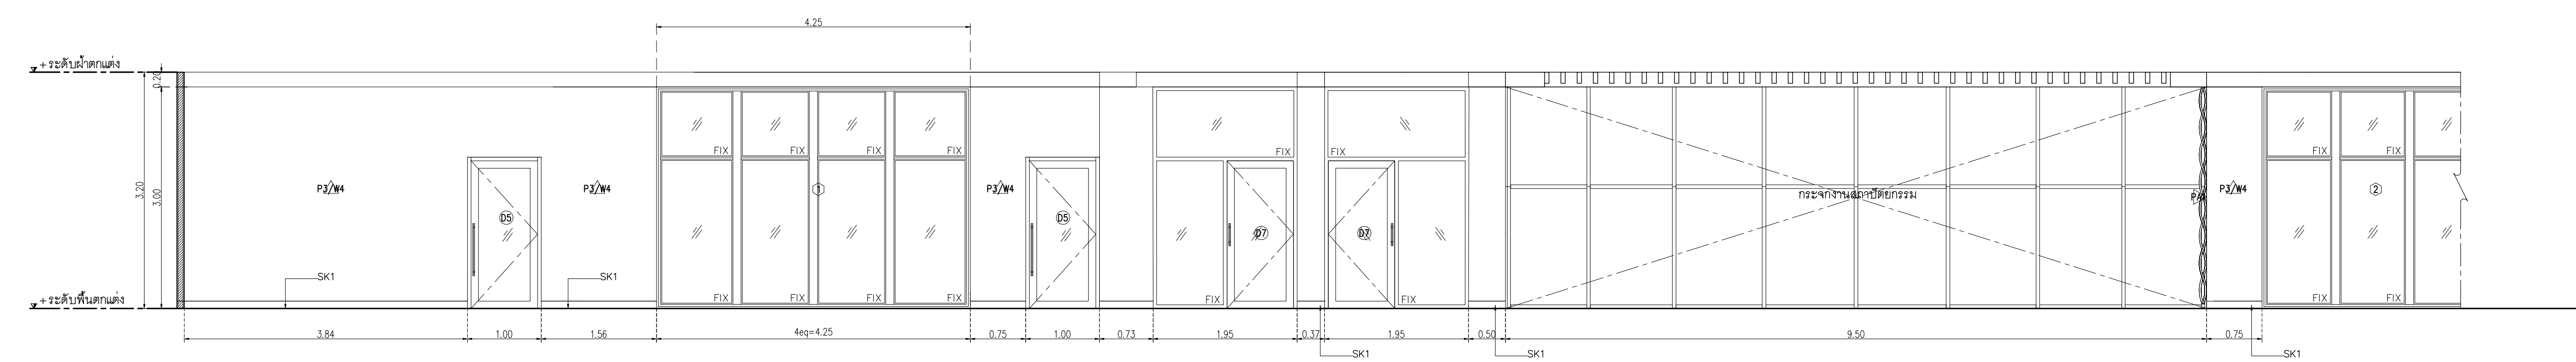 4.25
+ระดับฝ้าตกแต่ง
0.20
3.20
3.00
FIX FIX FIX FIX FIX FIX FIX FIX
P3/W4 P3/W4 1 P3/W4 P3/W4 2
กระจกงานสถาปัตยกรรม
D5 D5 D7 D7
SK1 SK1
+ระดับพื้นตกแต่ง
FIX FIX FIX FIX FIX FIX FIX FIX
3.84 1.00 1.56 4eq=4.25 0.75 1.00 0.73 1.95 0.37 1.95 0.50 9.50 0.75
SK1 SK1 SK1